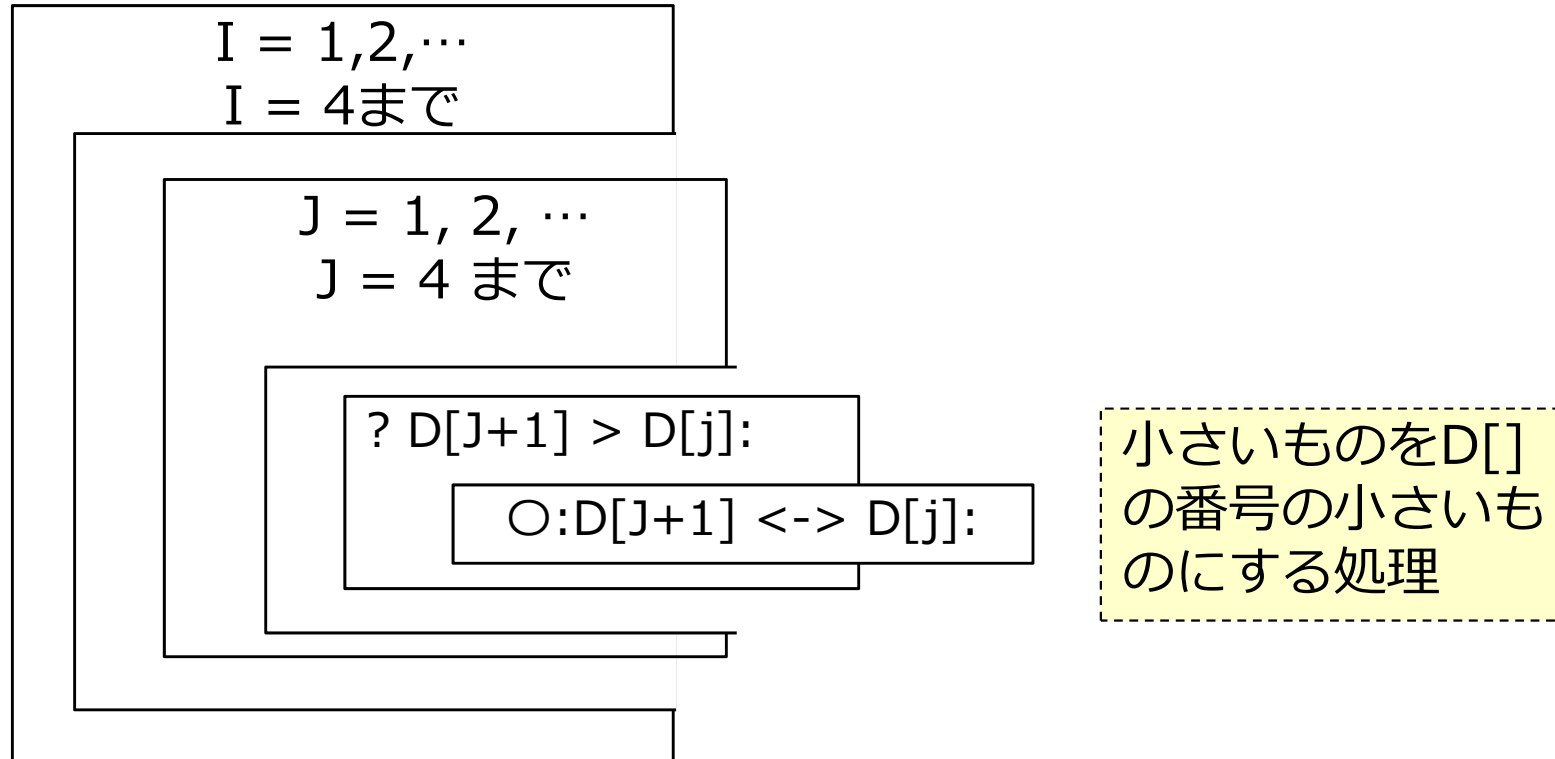 I = 1,2,…
I = 4まで
J = 1, 2, …
J = 4 まで
? D[J+1] > D[j]:
〇:D[J+1] <-> D[j]:
小さいものをD[]
の番号の小さいも
のにする処理